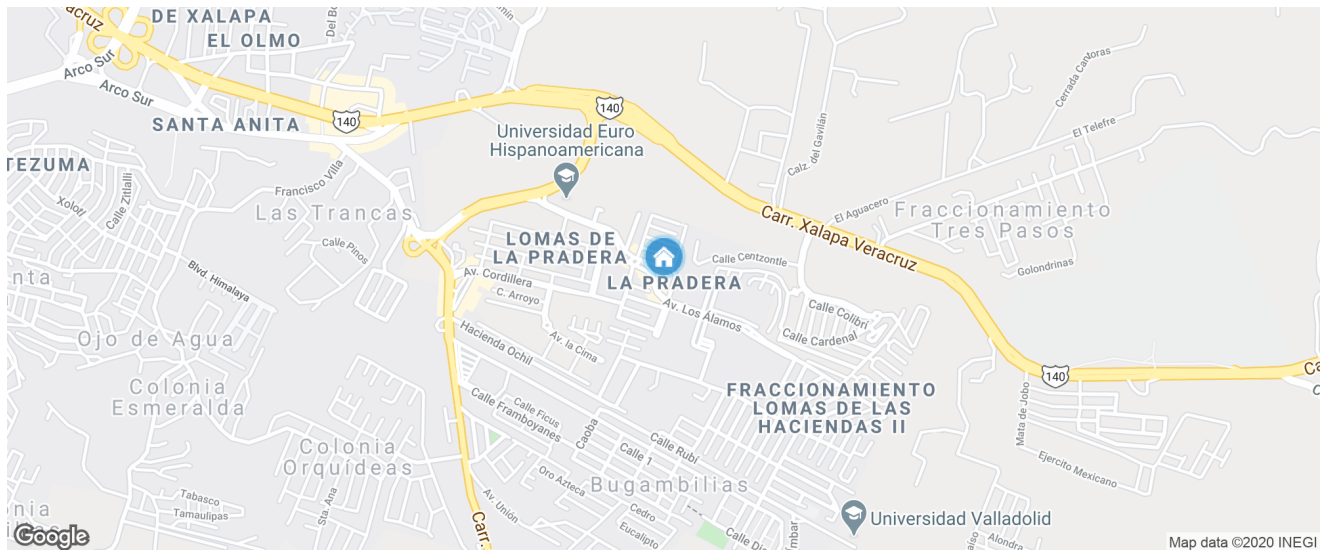 DE XALAPA
EL OLMO
Arco Sur
Arco Sur
SANTA ANITA
140
140
Universidad Euro
Hispanoamericana
Cerrada Cantoras
El Telefre
Calz. del Gavilán
El Aguacero
Fraccionamiento
Tres Pasos
Golondrinas
Carr. Xalapa Veracruz
TEZUMA
Xolotl
Calle Zitlalli
Francisco Villa
Las Trancas
Calle Pinos
Blvd. Himalaya
LOMAS DE
LA PRADERA
LA PRADERA
Calle Centzontle
Av. Cordillera
C. Arroyo
Av. Los Álamos
Calle Colibrí
Calle Cardenal
Av. la Cima
Hacienda Ochil
Ojo de Agua
Colonia
Esmeralda
140
FRACCIONAMIENTO
LOMAS DE LAS
HACIENDAS II
Mata de Jobo
Calle Ficus
Calle Framboyanes
Caoba
Calle Rubí
Calle 1
Colonia
Orquídeas
Ejercito Mexicano
Oro Azteca
Bugambilias
Sta. Ana
Tabasco
Tamaulipas
Av. Unión
Cedro
Eucalipto
Carr.
Universidad Valladolid
Alondra
Google
Map data ©2020 INEGI